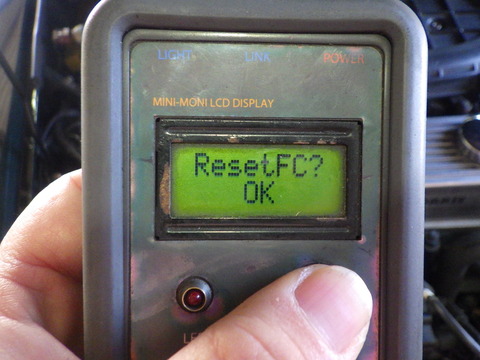 LIGHT LINK POWER
MINI-MONI LCD DISPLAY
ResetFC?
OK